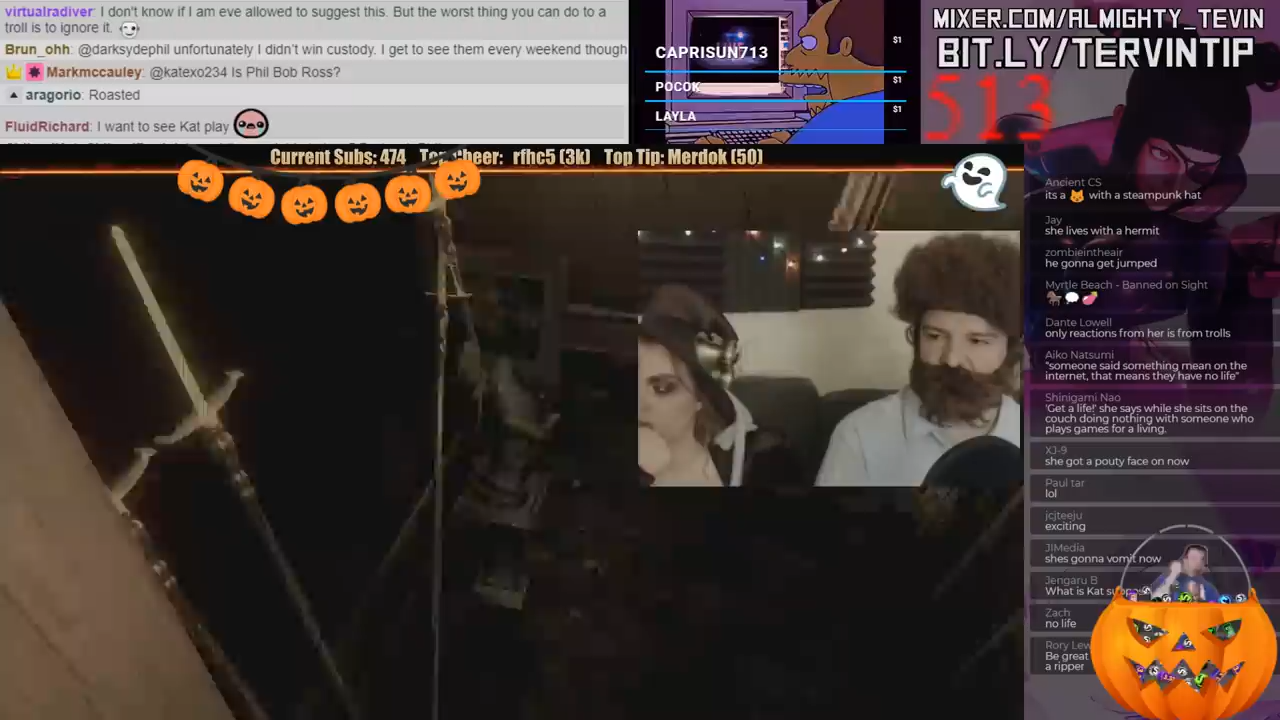 virtualradiver: I don't know if I am eve allowed to suggest this. But the worst thing you can do to a
troll is to ignore it.
Brun_ohh: @darksydephil unfortunately I didn't win custody. I get to see them every weekend though
Markmccauley: @katexo234 Is Phil Bob Ross?
aragorio: Roasted
FluidRichard: I want to see Kat play
CAPRISUN713 $1
POCOK $1
LAYLA $1
MIXER.COM/ALMIGHTY_TEVIN
BIT.LY/TERVINTIP
513
Current Subs: 474 rfhc5 (3k) Top Tip: Merdok (50)
Ancient CS
its a with a steampunk hat
Jay
she lives with a hermit
zombieintheair
he gonna get jumped
Myrtle Beach - Banned on Sight
Dante Lowell
only reactions from her is from trolls
Aiko Natsumi
"someone said something mean on the
internet, that means they have no life"
Shinigami Nao
'Get a life!' she says while she sits on the
couch doing nothing with someone who
plays games for a living.
XJ-9
she got a pouty face on now
Paul tar
lol
jcjteeju
exciting
JIMedia
shes gonna vomit now
Jengaru B
What is Kat
Zach
no life
Rory
Be great
a ripper